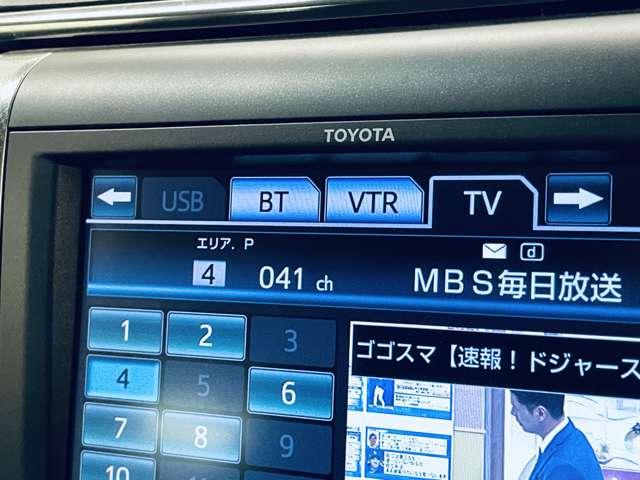 TOYOTA
USB BT VTR TV
エリア. P
4 041 ch MBS毎日放送
d
1 2 3
ゴゴスマ【速報!ドジャース
4 5 6
7 8 9
10